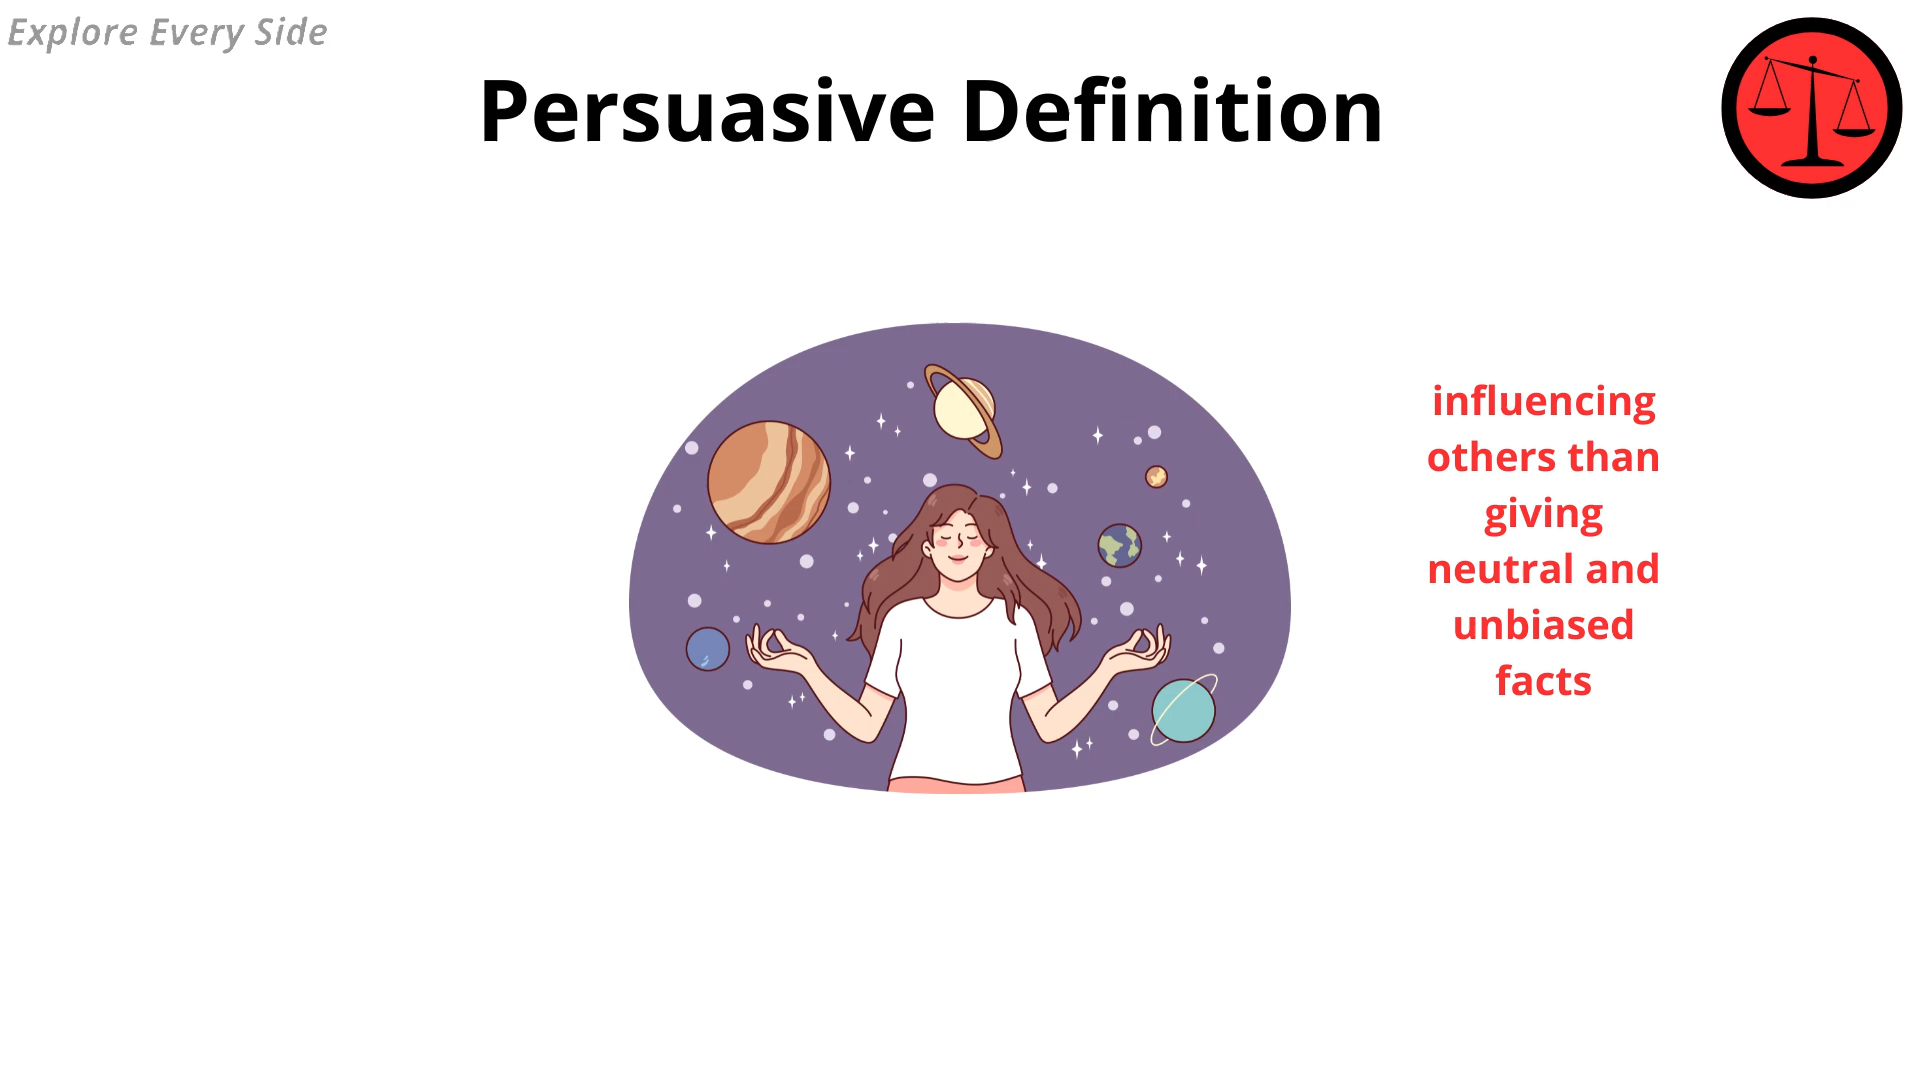 Explore Every Side
Persuasive Definition
influencing
others than
giving
neutral and
unbiased
facts